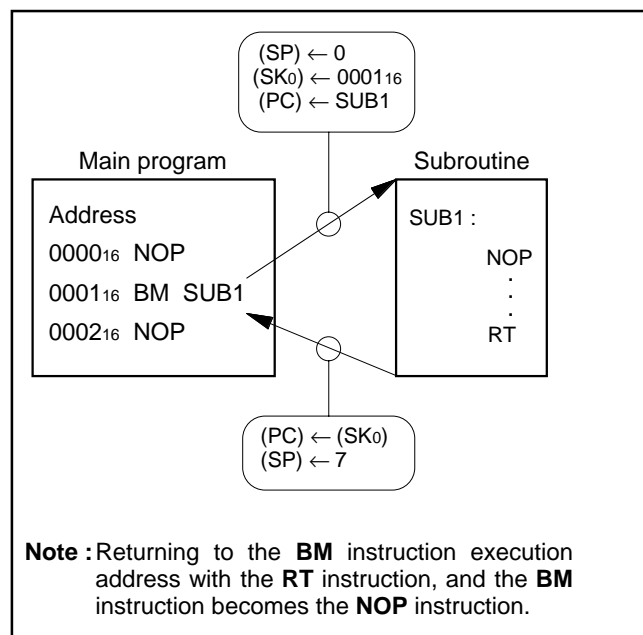 (SP) ← 0
(SK₀) ← 0001₁₆
(PC) ← SUB1
Main program
Subroutine
Address
0000₁₆ NOP
0001₁₆ BM SUB1
0002₁₆ NOP
SUB1 :
NOP
.
.
.
RT
(PC) ← (SK₀)
(SP) ← 7
Note : Returning to the BM instruction execution
address with the RT instruction, and the BM
instruction becomes the NOP instruction.